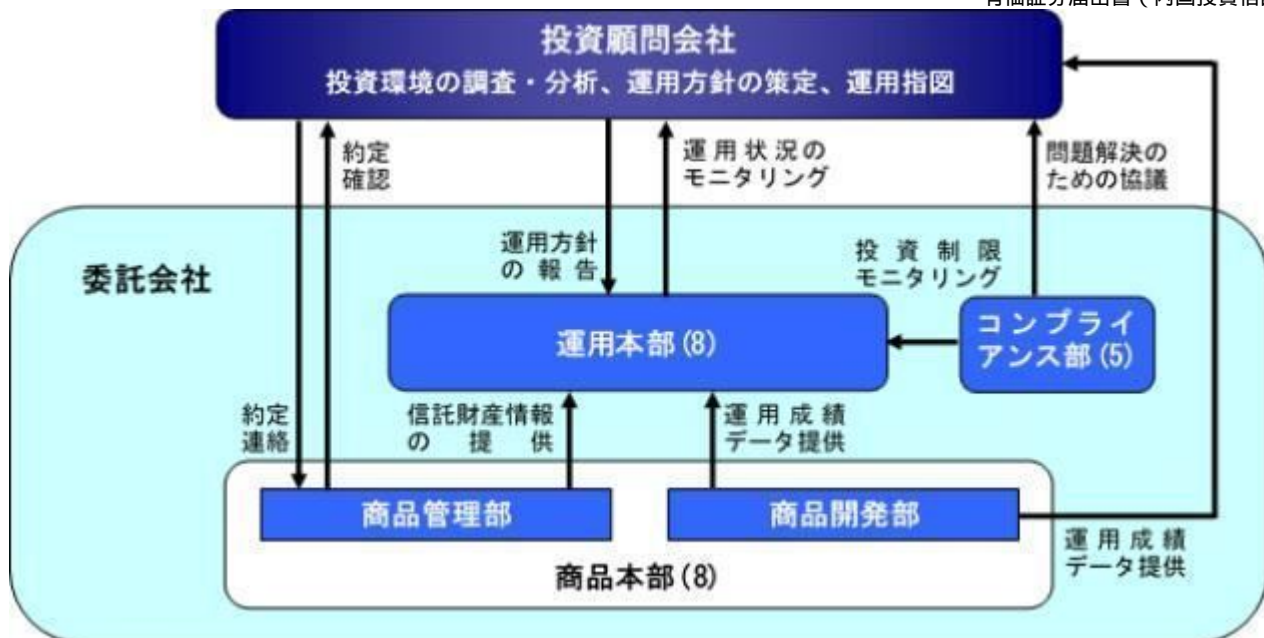 投資顧問会社
投資環境の調査・分析、運用方針の策定、運用指図
約定
確認
運用状況の
モニタリング
問題解決の
ための協議
委託会社
運用方針
の報告
投資制限
モニタリング
運用本部(8)
コンプライ
アンス部(5)
約定
連絡
信託財産情報
の提供
運用成績
データ提供
商品管理部
商品開発部
運用成績
データ提供
商品本部(8)